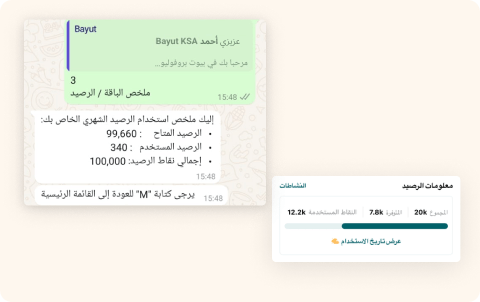 Bayut
عزيزي أحمد Bayut KSA
مرحبا بك في بيوت بروفوليو...
3
ملخص الباقة / الرصيد
15:48
إليك ملخص استخدام الرصيد الشهري الخاص بك:
• الرصيد المتاح : 99,660
• الرصيد المستخدم : 340
• إجمالي نقاط الرصيد: 100,000
15:48
يرجى كتابة "M" للعودة إلى القائمة الرئيسية
15:48
معلومات الرصيد
النشاطات
المجموع 20k
المتوفرة 7.8k
النقاط المستخدمة 12.2k
عرض تاريخ الاستخدام